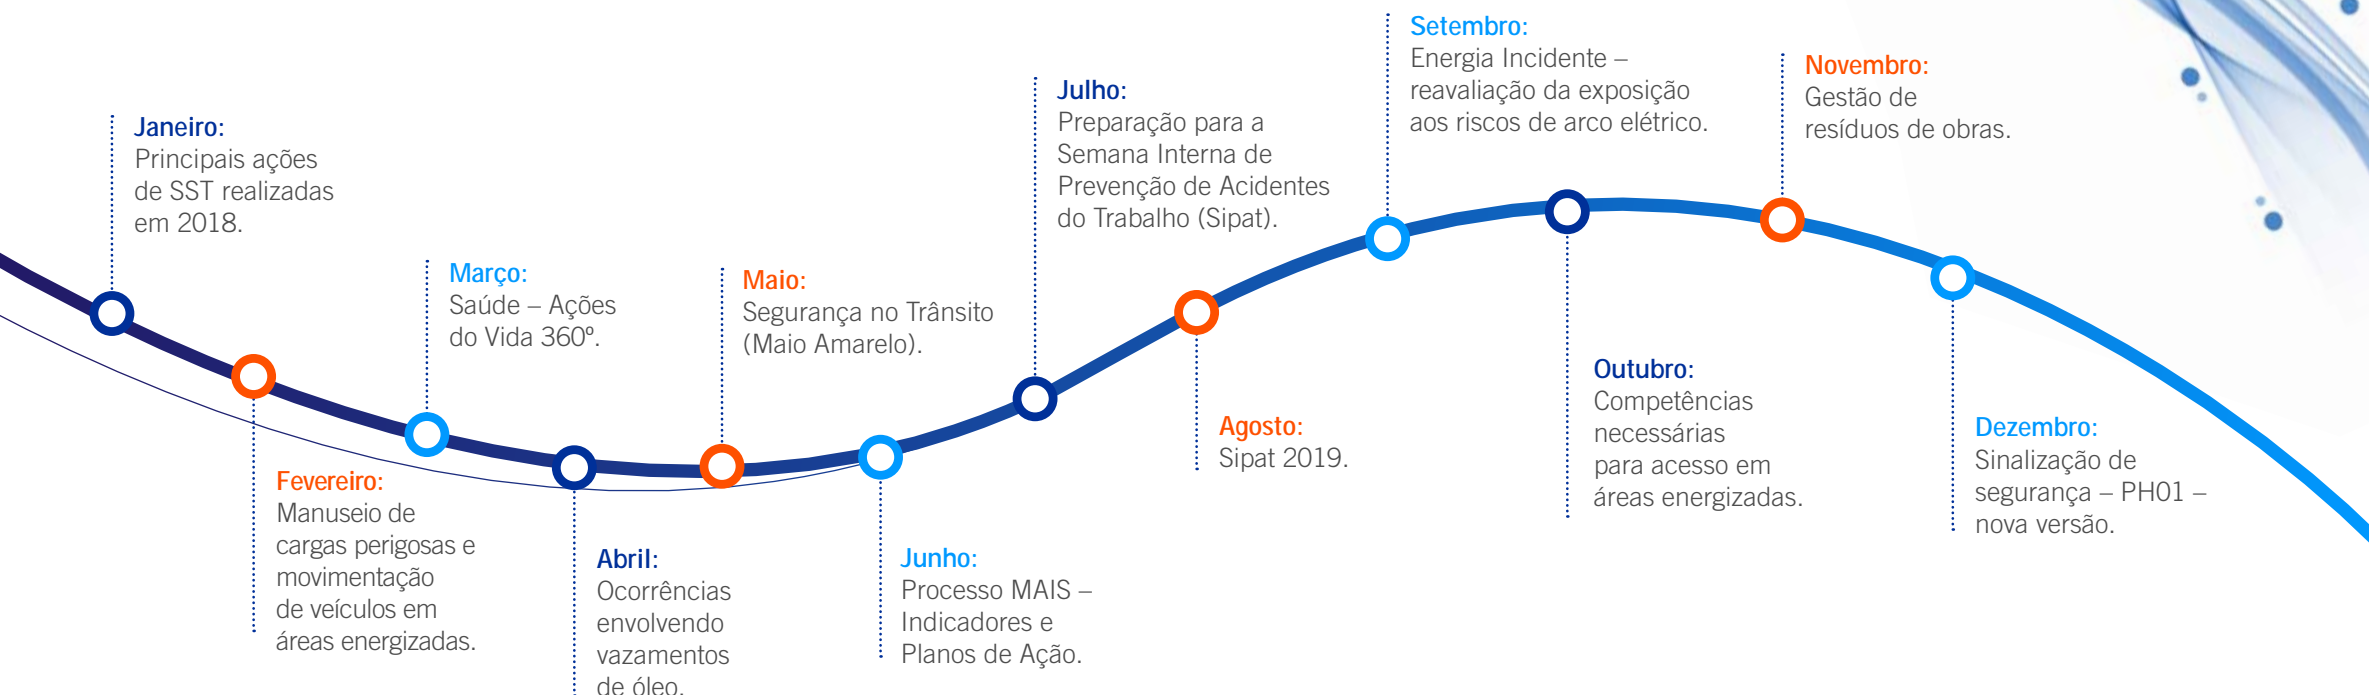 Janeiro:
Principais ações
de SST realizadas
em 2018.
Fevereiro:
Manuseio de
cargas perigosas e
movimentação
de veículos em
áreas energizadas.
Março:
Saúde – Ações
do Vida 360º.
Abril:
Ocorrências
envolvendo
vazamentos
de óleo.
Maio:
Segurança no Trânsito
(Maio Amarelo).
Junho:
Processo MAIS –
Indicadores e
Planos de Ação.
Julho:
Preparação para a
Semana Interna de
Prevenção de Acidentes
do Trabalho (Sipat).
Agosto:
Sipat 2019.
Setembro:
Energia Incidente –
reavaliação da exposição
aos riscos de arco elétrico.
Outubro:
Competências
necessárias
para acesso em
áreas energizadas.
Novembro:
Gestão de
resíduos de obras.
Dezembro:
Sinalização de
segurança – PH01 –
nova versão.